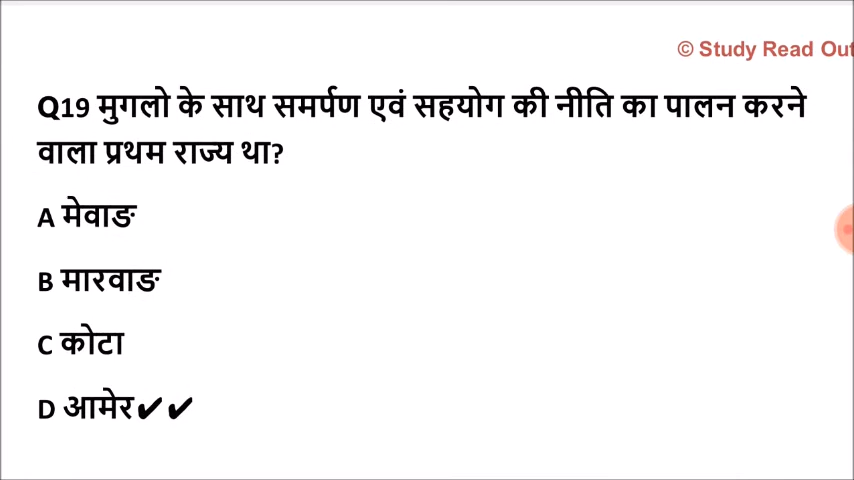 © Study Read Out
Q19 मुगलो के साथ समर्पण एवं सहयोग की नीति का पालन करने
वाला प्रथम राज्य था?
A मेवाङ
B मारवाङ
C कोटा
D आमेर✔✔